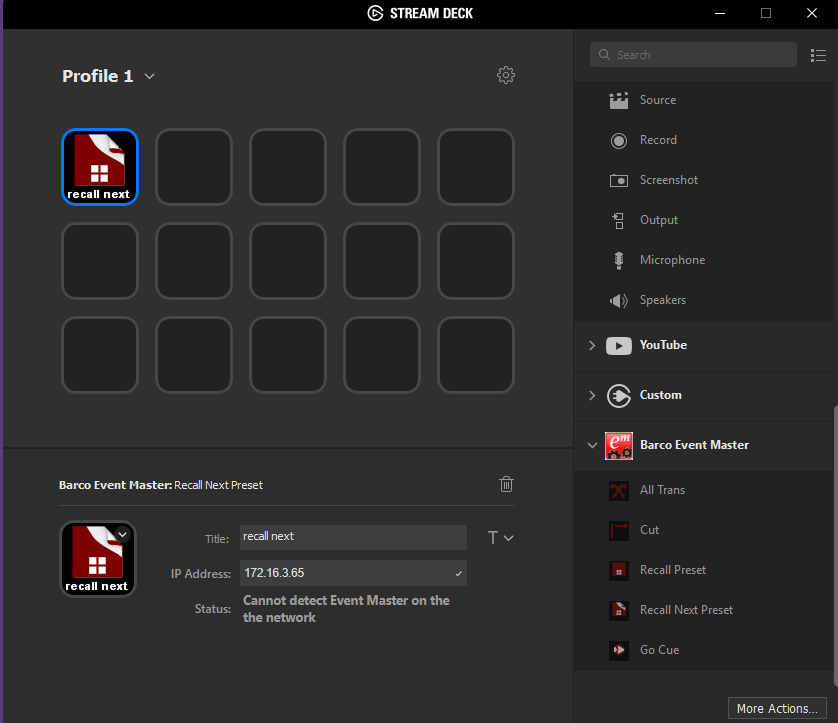 STREAM DECK
Profile 1
recall next
Search
Source
Record
Screenshot
Output
Microphone
Speakers
YouTube
Custom
em
Barco Event Master
All Trans
Cut
Recall Preset
Recall Next Preset
Go Cue
More Actions...
Barco Event Master: Recall Next Preset
recall next
Title:
recall next
T
IP Address:
172.16.3.65
Status:
Cannot detect Event Master on the
the network